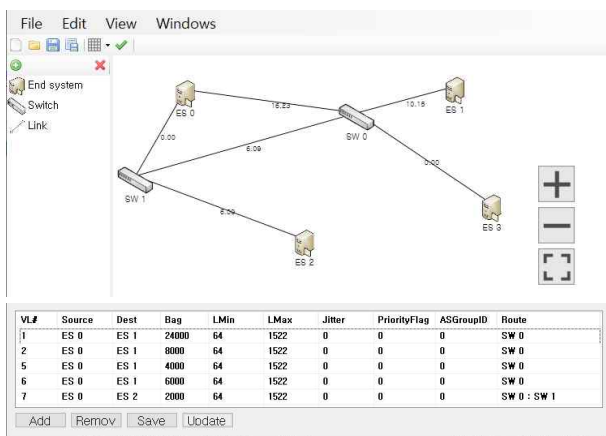 File Edit View Windows
End system
Switch
Link
ES 0
16.23
10.15
ES 1
SW 0
0.00
6.09
0.00
SW 1
6.09
ES 3
ES 2
VL# Source Dest Bag LMin LMax Jitter PriorityFlag ASGroupID Route
1 ES 0 ES 1 24000 64 1522 0 0 0 SW 0
2 ES 0 ES 1 8000 64 1522 0 0 0 SW 0
5 ES 0 ES 1 4000 64 1522 0 0 0 SW 0
6 ES 0 ES 1 6000 64 1522 0 0 0 SW 0
7 ES 0 ES 2 2000 64 1522 0 0 0 SW 0 : SW 1
Add Remov Save Update